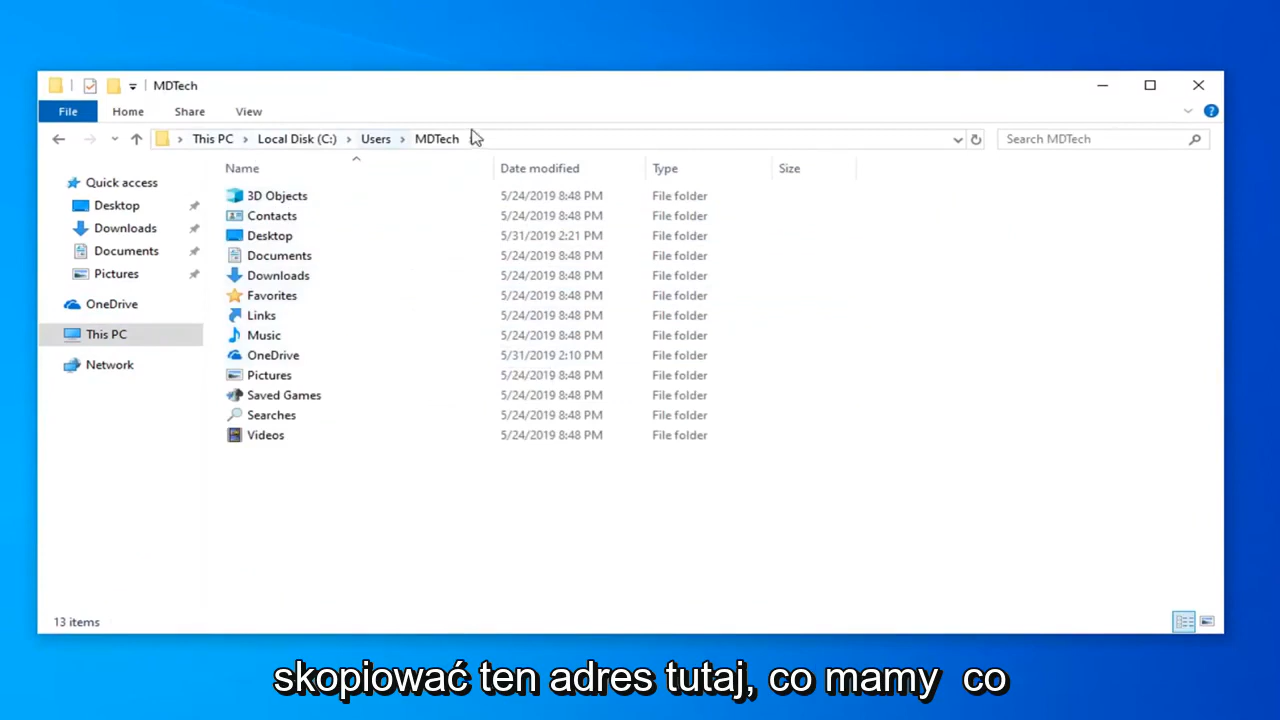 MDTech
File Home Share View
This PC Local Disk (C:) Users MDTech Search MDTech
Name Date modified Type Size
Quick access
Desktop
Downloads
Documents
Pictures
OneDrive
This PC
Network
3D Objects 5/24/2019 8:48 PM File folder
Contacts 5/24/2019 8:48 PM File folder
Desktop 5/31/2019 2:21 PM File folder
Documents 5/24/2019 8:48 PM File folder
Downloads 5/24/2019 8:48 PM File folder
Favorites 5/24/2019 8:48 PM File folder
Links 5/24/2019 8:48 PM File folder
Music 5/24/2019 8:48 PM File folder
OneDrive 5/31/2019 2:10 PM File folder
Pictures 5/24/2019 8:48 PM File folder
Saved Games 5/24/2019 8:48 PM File folder
Searches 5/24/2019 8:48 PM File folder
Videos 5/24/2019 8:48 PM File folder
13 items
skopiować ten adres tutaj, co mamy co